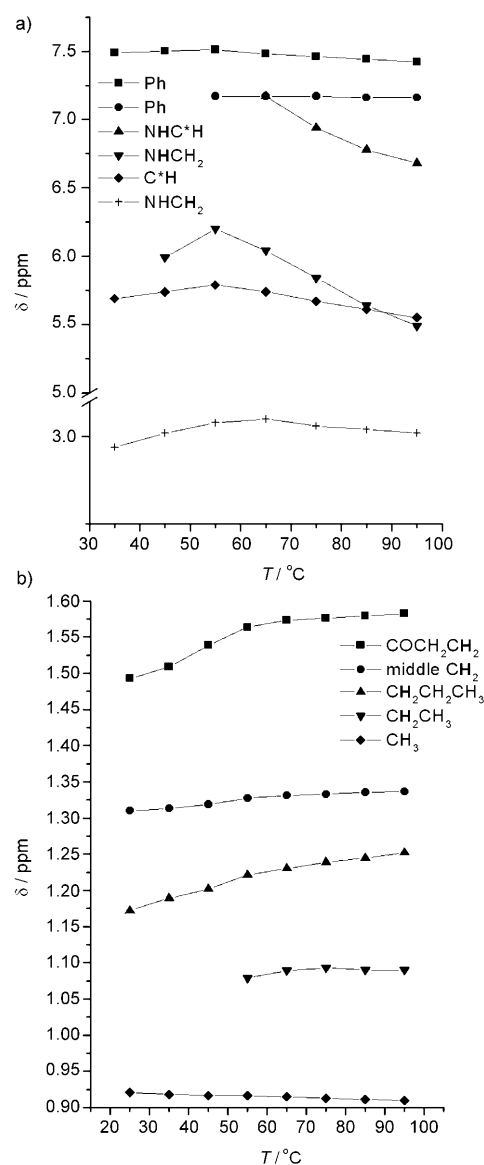 a)
7.5
7.0
6.5
6.0
5.5
5.0
3.0
Ph
Ph
NHC*H
NHCH₂
C*H
NHCH₂
δ / ppm
30 40 50 60 70 80 90 100
T / °C
b)
1.60
1.55
1.50
1.45
1.40
1.35
1.30
1.25
1.20
1.15
1.10
1.05
1.00
0.95
0.90
COCH₂CH₂
middle CH₂
CH₂CH₂CH₃
CH₂CH₃
CH₃
δ / ppm
20 30 40 50 60 70 80 90 100
T / °C